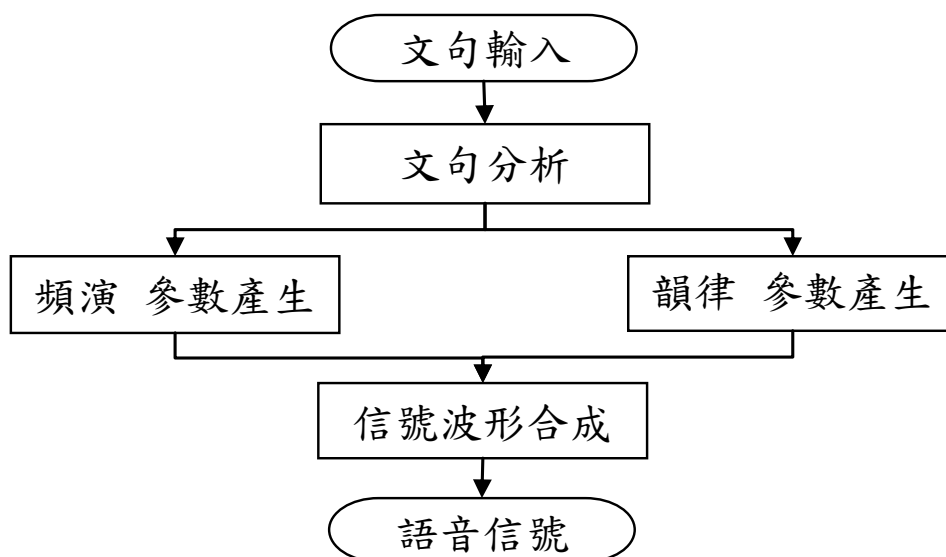 文句輸入
文句分析
頻演 參數產生
韻律 參數產生
信號波形合成
語音信號